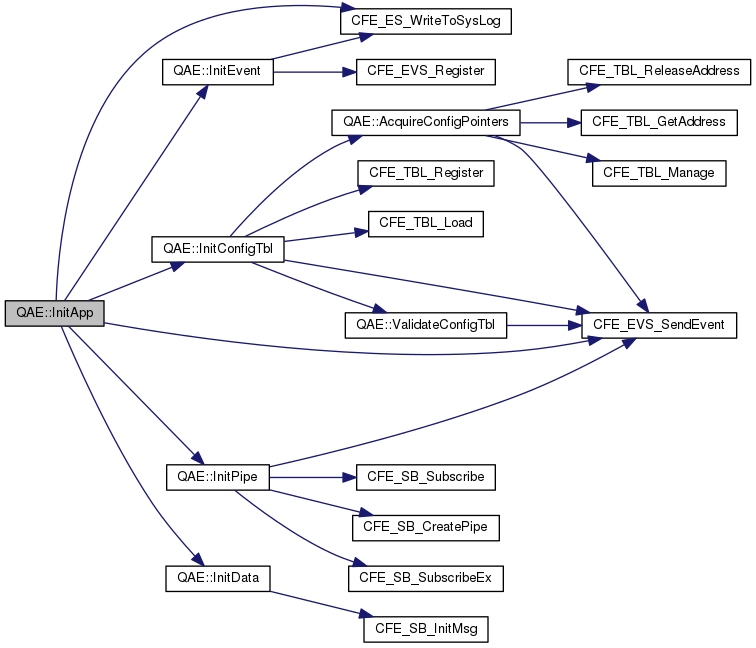 CFE_ES_WriteToSysLog
QAE::InitEvent
CFE_EVS_Register
CFE_TBL_ReleaseAddress
QAE::AcquireConfigPointers
CFE_TBL_GetAddress
CFE_TBL_Register
CFE_TBL_Manage
CFE_TBL_Load
QAE::InitConfigTbl
QAE::InitApp
QAE::ValidateConfigTbl
CFE_EVS_SendEvent
QAE::InitPipe
CFE_SB_Subscribe
CFE_SB_CreatePipe
QAE::InitData
CFE_SB_SubscribeEx
CFE_SB_InitMsg